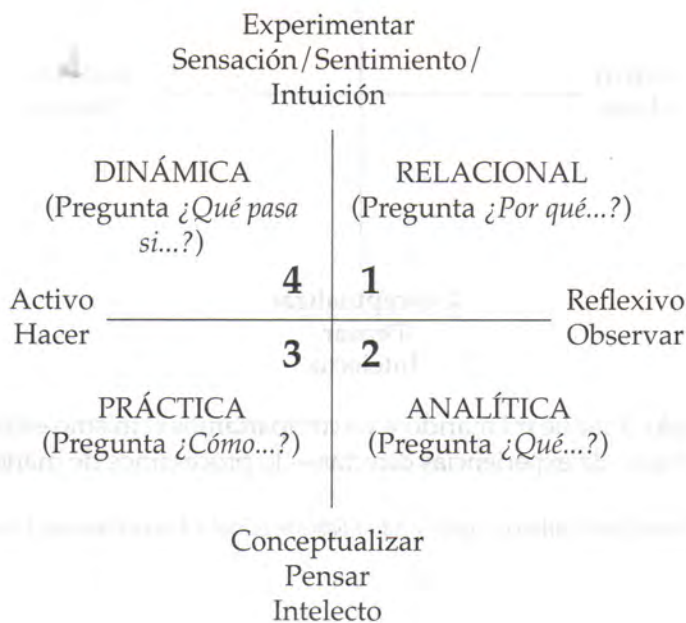 Experimentar
Sensación/Sentimiento/
Intuición
DINÁMICA
(Pregunta ¿Qué pasa
si...?)
RELACIONAL
(Pregunta ¿Por qué...?)
4
1
Activo
Hacer
Reflexivo
Observar
3
2
PRÁCTICA
(Pregunta ¿Cómo...?)
ANALÍTICA
(Pregunta ¿Qué...?)
Conceptualizar
Pensar
Intelecto